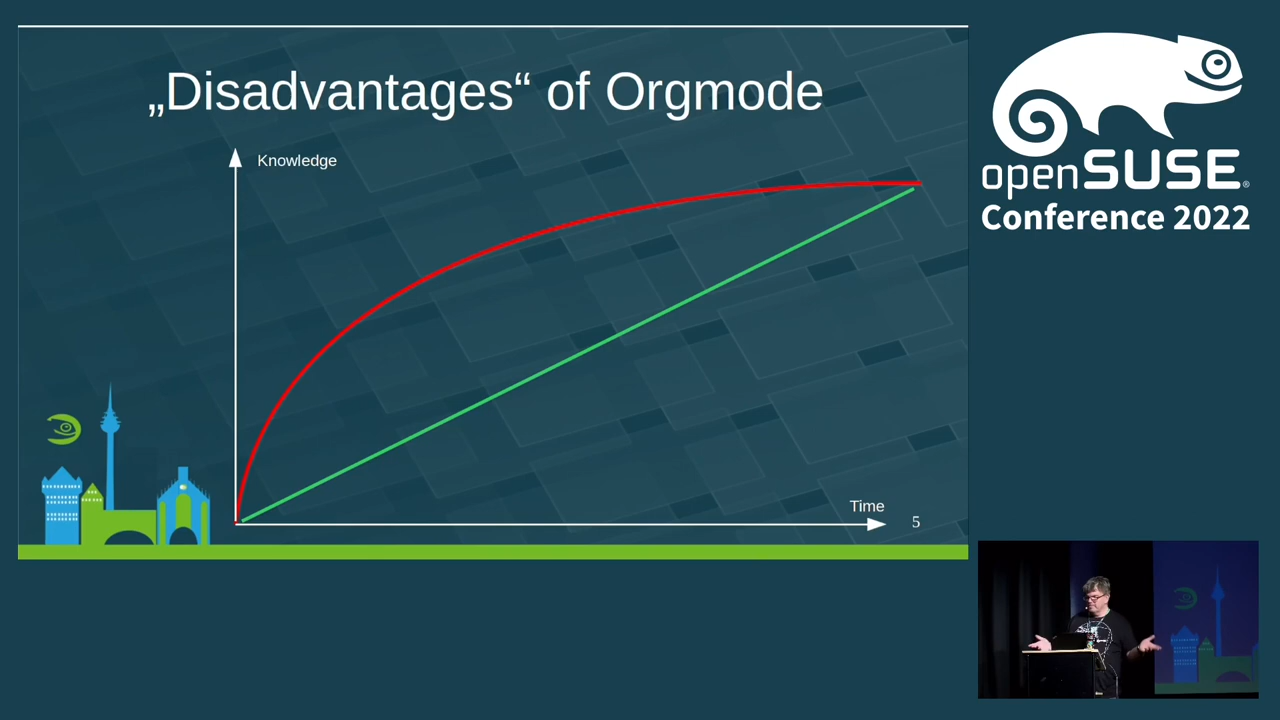 „Disadvantages“ of Orgmode
Knowledge
Time
5
openSUSE®
Conference 2022